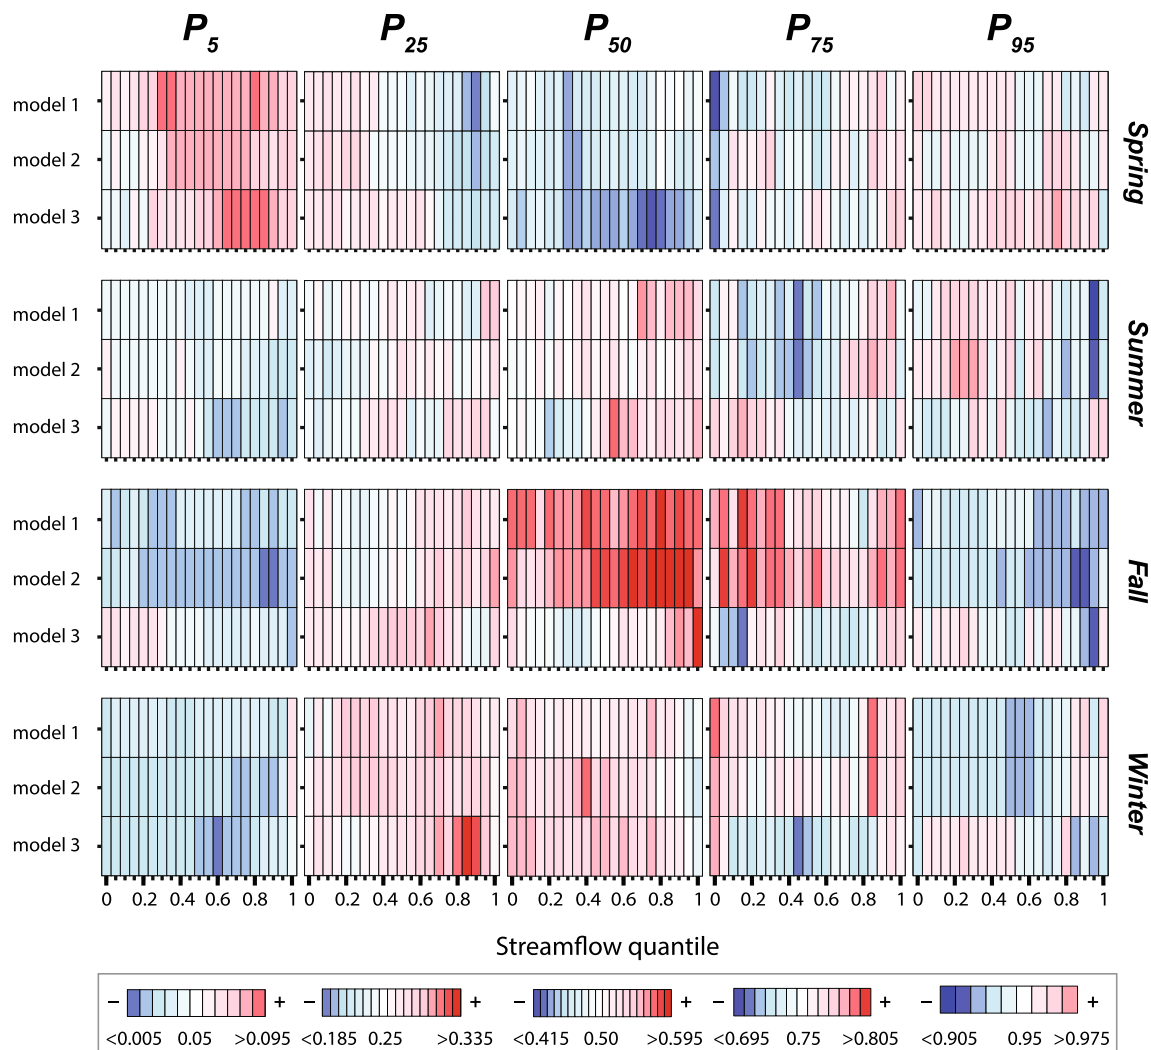 P5 P25 P50 P75 P95
model 1
model 2
model 3
Spring
model 1
model 2
model 3
Summer
model 1
model 2
model 3
Fall
model 1
model 2
model 3
Winter
0 0.2 0.4 0.6 0.8 1 0 0.2 0.4 0.6 0.8 1 0 0.2 0.4 0.6 0.8 1 0 0.2 0.4 0.6 0.8 1 0 0.2 0.4 0.6 0.8 1
Streamflow quantile
− + − + − + − + − +
<0.005 0.05 >0.095 <0.185 0.25 >0.335 <0.415 0.50 >0.595 <0.695 0.75 >0.805 <0.905 0.95 >0.975